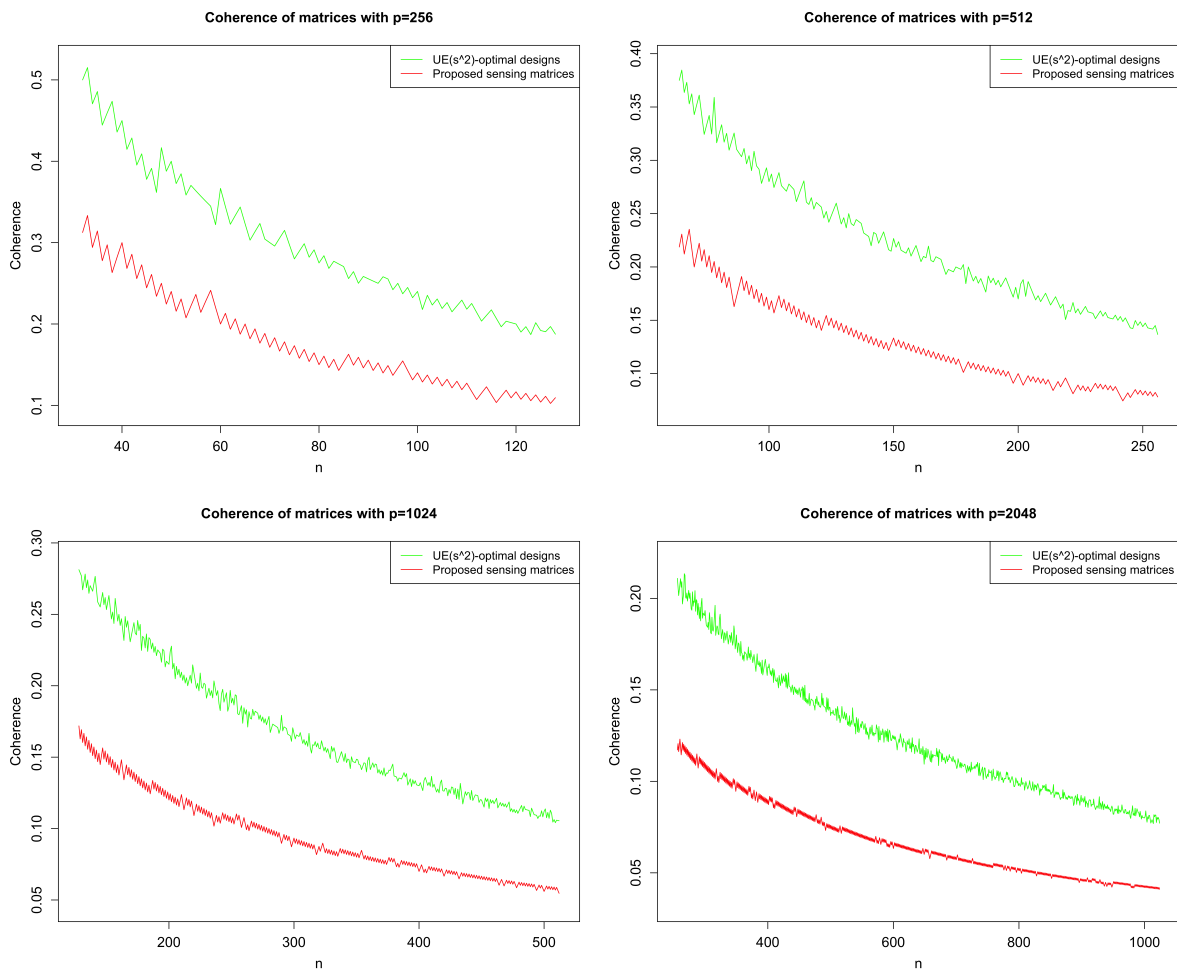 Coherence of matrices with p=256
UE(s^2)-optimal designs
Proposed sensing matrices
Coherence
0.5
0.4
0.3
0.2
0.1
40 60 80 100 120
n
Coherence of matrices with p=512
UE(s^2)-optimal designs
Proposed sensing matrices
Coherence
0.40
0.35
0.30
0.25
0.20
0.15
0.10
100 150 200 250
n
Coherence of matrices with p=1024
UE(s^2)-optimal designs
Proposed sensing matrices
Coherence
0.30
0.25
0.20
0.15
0.10
0.05
200 300 400 500
n
Coherence of matrices with p=2048
UE(s^2)-optimal designs
Proposed sensing matrices
Coherence
0.20
0.15
0.10
0.05
400 600 800 1000
n